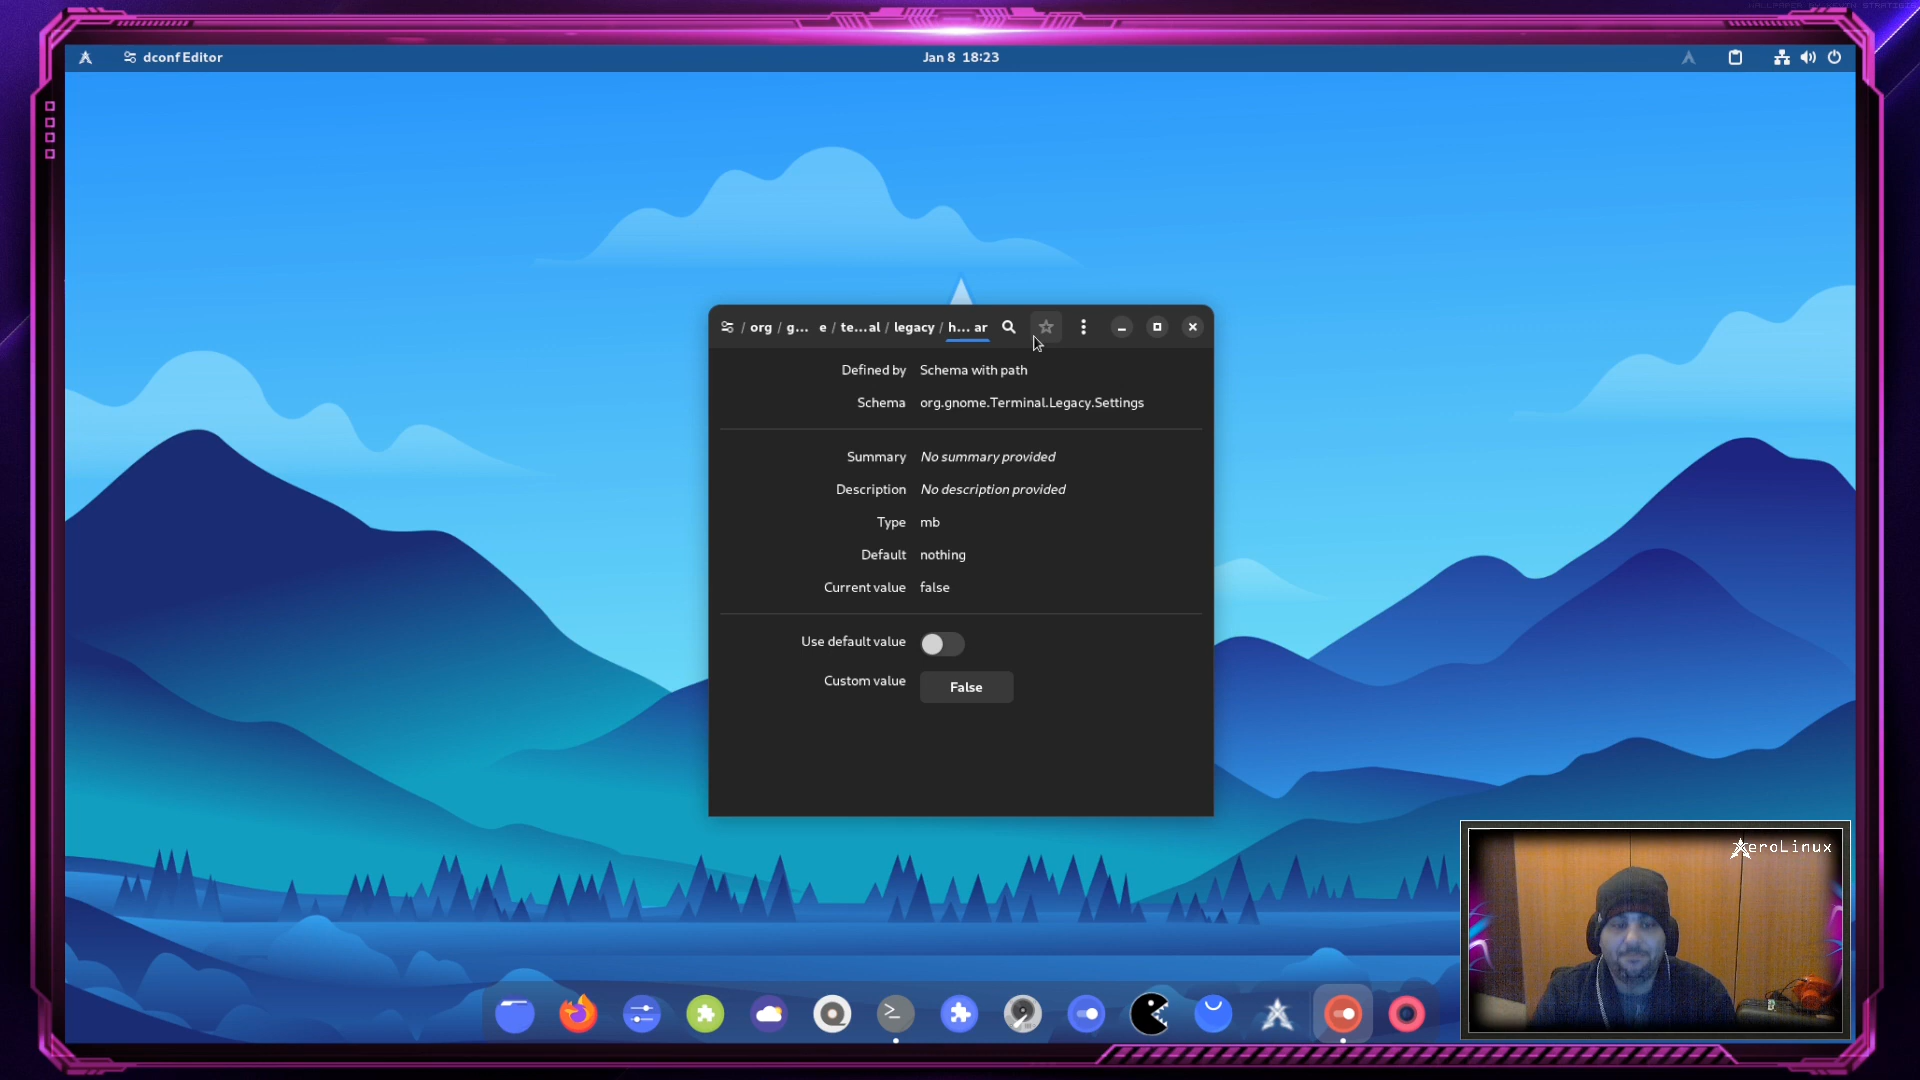 dconf Editor
Jan 8 18:23
/ org / g... e / te...al / legacy / h... ar
Defined by Schema with path
Schema org.gnome.Terminal.Legacy.Settings
Summary No summary provided
Description No description provided
Type mb
Default nothing
Current value false
Use default value
Custom value False
XeroLinux